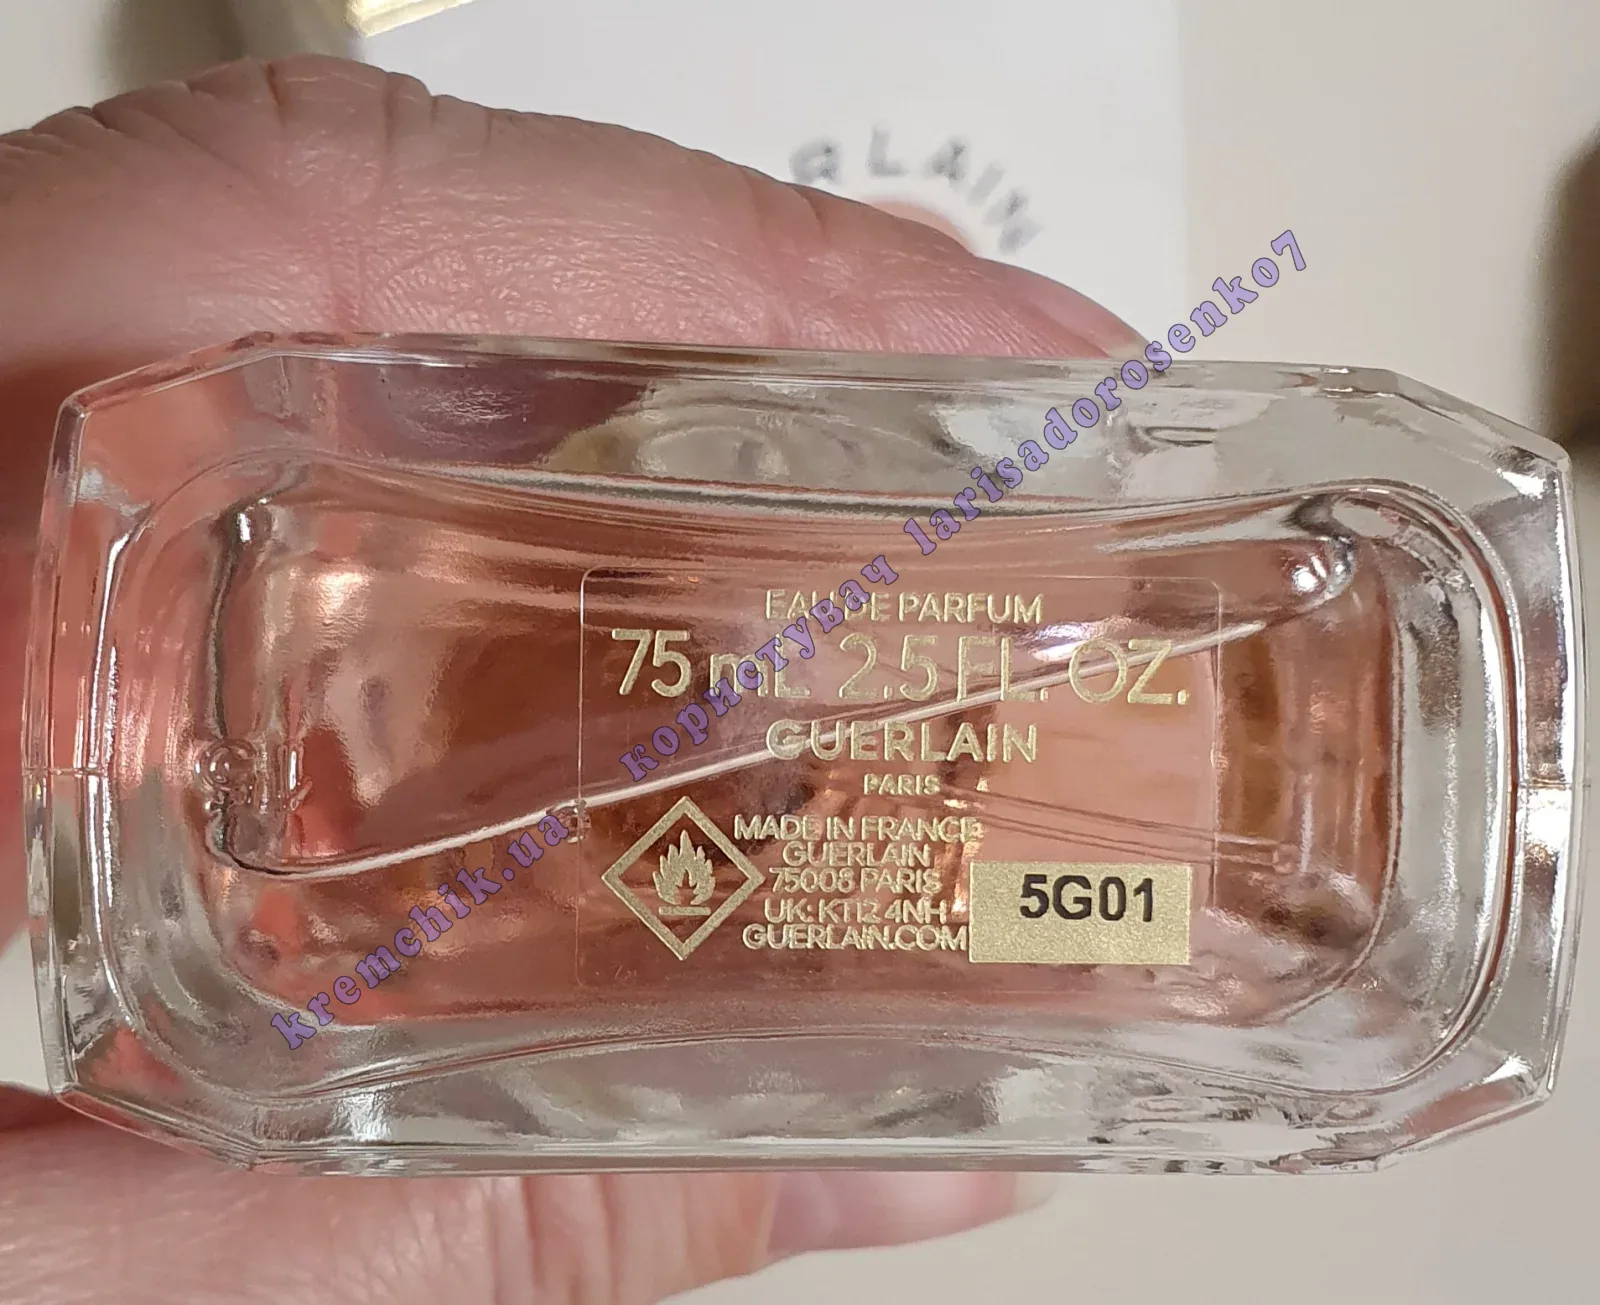 RLAIN
EAU DE PARFUM
75 mL 2.5 FL. OZ.
GUERLAIN
PARIS
MADE IN FRANCE
GUERLAIN
75008 PARIS
UK: KT12 4NH
GUERLAIN.COM
5G01
kremchik.ua користувач larisadorosenko07